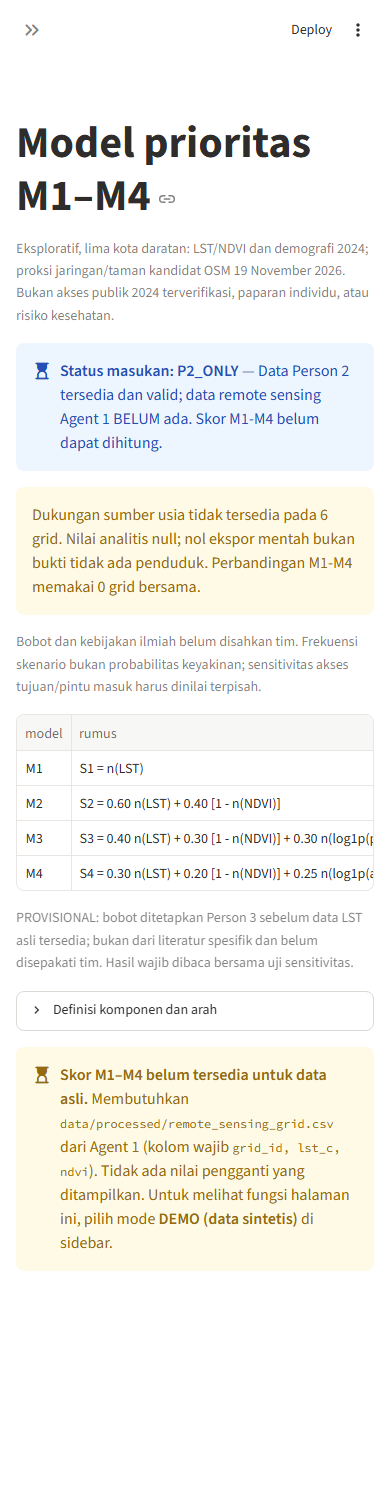 Deploy
Model prioritas
M1–M4
Eksploratif, lima kota daratan: LST/NDVI dan demografi 2024;
proksi jaringan/taman kandidat OSM 19 November 2026.
Bukan akses publik 2024 terverifikasi, paparan individu, atau
risiko kesehatan.
Status masukan: P2_ONLY — Data Person 2
tersedia dan valid; data remote sensing
Agent 1 BELUM ada. Skor M1-M4 belum
dapat dihitung.
Dukungan sumber usia tidak tersedia pada 6
grid. Nilai analitis null; nol ekspor mentah bukan
bukti tidak ada penduduk. Perbandingan M1-M4
memakai 0 grid bersama.
Bobot dan kebijakan ilmiah belum disahkan tim. Frekuensi
skenario bukan probabilitas keyakinan; sensitivitas akses
tujuan/pintu masuk harus dinilai terpisah.
model rumus
M1 S1 = n(LST)
M2 S2 = 0.60 n(LST) + 0.40 [1 - n(NDVI)]
M3 S3 = 0.40 n(LST) + 0.30 [1 - n(NDVI)] + 0.30 n(log1p(p
M4 S4 = 0.30 n(LST) + 0.20 [1 - n(NDVI)] + 0.25 n(log1p(a
PROVISIONAL: bobot ditetapkan Person 3 sebelum data LST
asli tersedia; bukan dari literatur spesifik dan belum
disepakati tim. Hasil wajib dibaca bersama uji sensitivitas.
Definisi komponen dan arah
Skor M1–M4 belum tersedia untuk data
asli. Membutuhkan
data/processed/remote_sensing_grid.csv
dari Agent 1 (kolom wajib grid_id, lst_c,
ndvi). Tidak ada nilai pengganti yang
ditampilkan. Untuk melihat fungsi halaman
ini, pilih mode DEMO (data sintetis) di
sidebar.